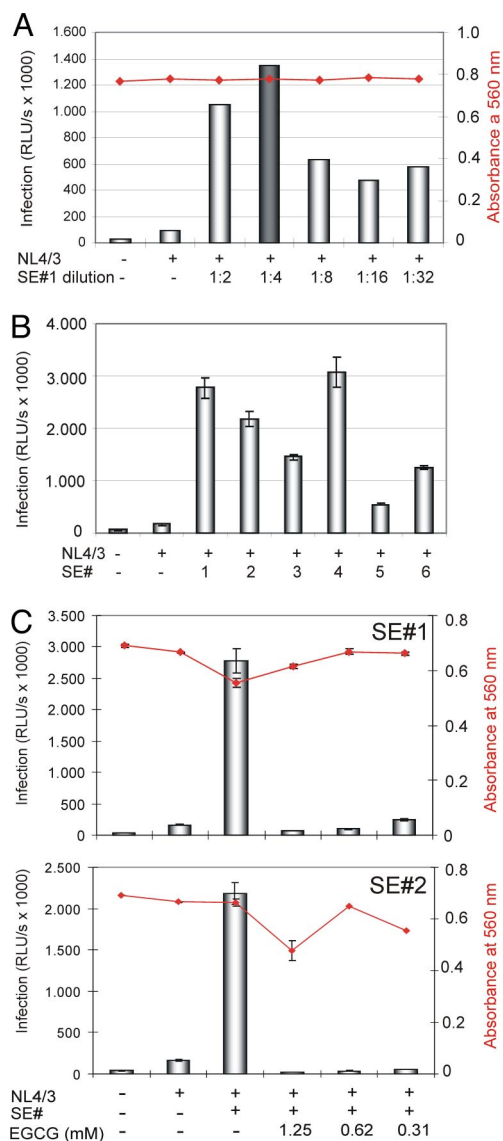 A
Infection (RLU/s x 1000)
1.600
1.400
1.200
1.000
800
600
400
200
0
1.0
0.8
0.6
0.4
0.2
0
Absorbance a 560 nm
NL4/3 - + + + + + +
SE#1 dilution - - 1:2 1:4 1:8 1:16 1:32
B
Infection (RLU/s x 1000)
4.000
3.000
2.000
1.000
0
NL4/3 - + + + + + + +
SE# - - 1 2 3 4 5 6
C
SE#1
Infection (RLU/s x 1000)
3.500
3.000
2.500
2.000
1.500
1.000
500
0
0.8
0.6
0.4
0.2
0
Absorbance at 560 nm
SE#2
Infection (RLU/s x 1000)
2.500
2.000
1.500
1.000
500
0
0.8
0.6
0.4
0.2
0.0
Absorbance at 560 nm
NL4/3 - + + + + +
SE# - - + + + +
EGCG (mM) - - - 1.25 0.62 0.31